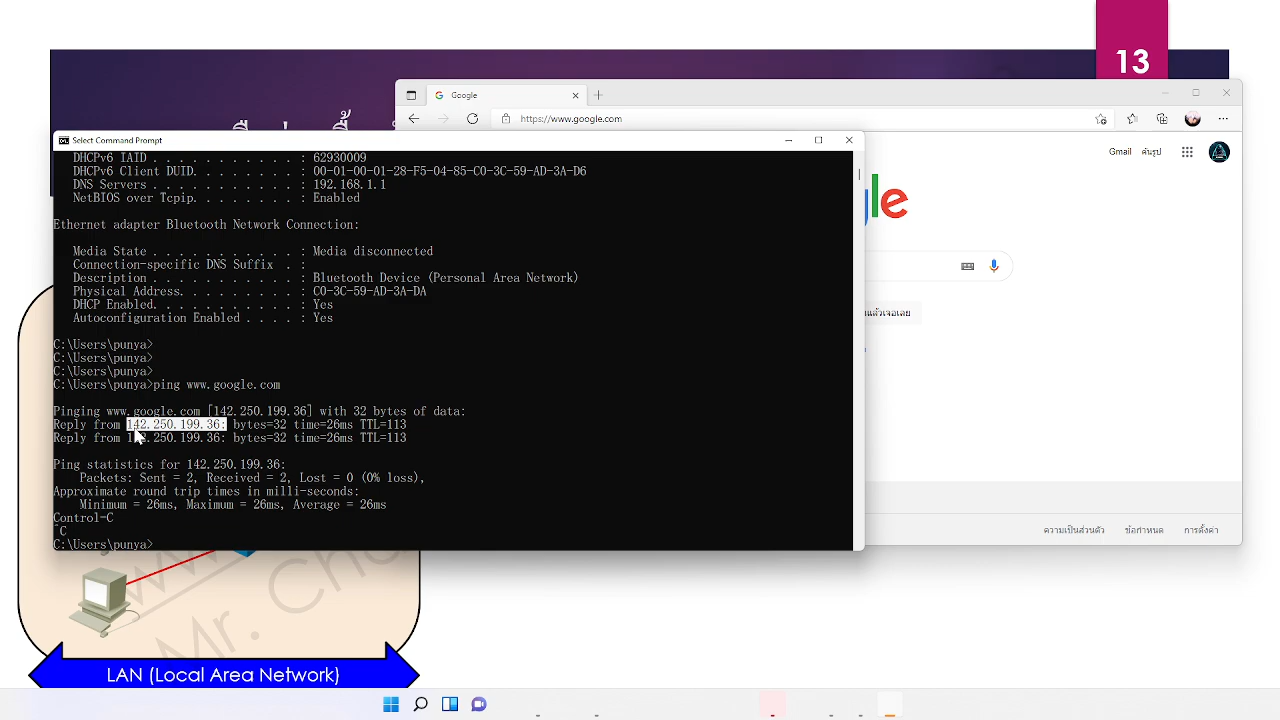 13
Google
https://www.google.com
Select Command Prompt
Gmail
ค้นรูป
gle
DHCPv6 IAID . . . . . . . . . . . : 62930009
DHCPv6 Client DUID. . . . . . . . : 00-01-00-01-28-F5-04-85-C0-3C-59-AD-3A-D6
DNS Servers . . . . . . . . . . . : 192.168.1.1
NetBIOS over Tcpip. . . . . . . . : Enabled
Ethernet adapter Bluetooth Network Connection:
Media State . . . . . . . . . . . : Media disconnected
Connection-specific DNS Suffix . :
Description . . . . . . . . . . . : Bluetooth Device (Personal Area Network)
Physical Address. . . . . . . . . : C0-3C-59-AD-3A-DA
DHCP Enabled. . . . . . . . . . . : Yes
Autoconfiguration Enabled . . . . : Yes
C:\Users\punya>
C:\Users\punya>
C:\Users\punya>
C:\Users\punya>ping www.google.com
Pinging www.google.com [142.250.199.36] with 32 bytes of data:
Reply from 142.250.199.36: bytes=32 time=26ms TTL=113
Reply from 142.250.199.36: bytes=32 time=26ms TTL=113
Ping statistics for 142.250.199.36:
Packets: Sent = 2, Received = 2, Lost = 0 (0% loss),
Approximate round trip times in milli-seconds:
Minimum = 26ms, Maximum = 26ms, Average = 26ms
Control-C
^C
C:\Users\punya>
ความเป็นส่วนตัว
ข้อกำหนด
การตั้งค่า
Mr.
LAN (Local Area Network)